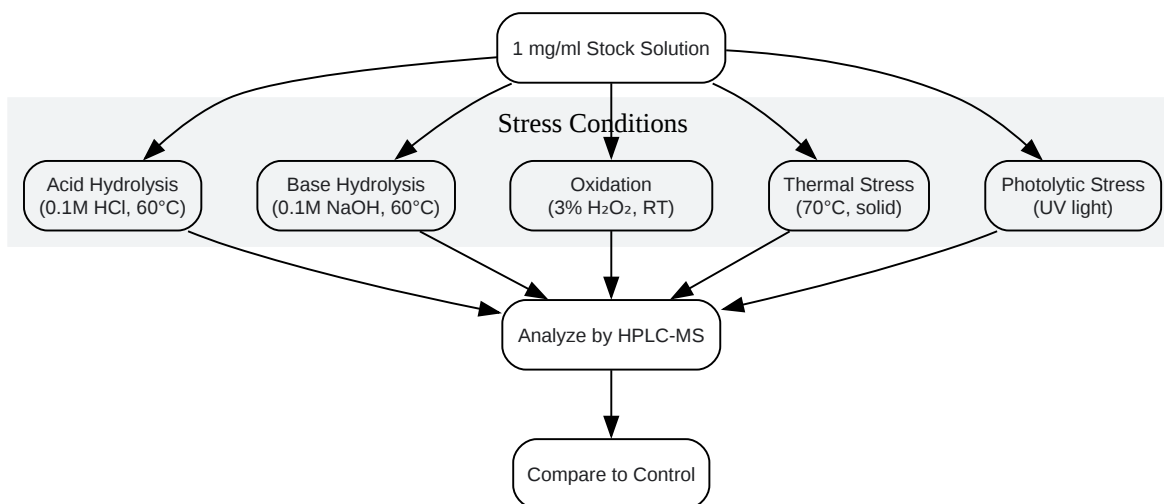 1 mg/ml Stock Solution
Stress Conditions
Acid Hydrolysis
(0.1M HCl, 60°C)
Base Hydrolysis
(0.1M NaOH, 60°C)
Oxidation
(3% H₂O₂, RT)
Thermal Stress
(70°C, solid)
Photolytic Stress
(UV light)
Analyze by HPLC-MS
Compare to Control